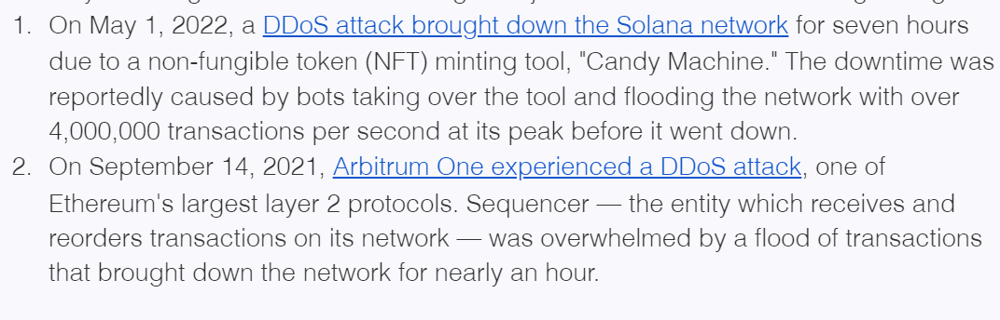 1. On May 1, 2022, a DDoS attack brought down the Solana network for seven hours
due to a non-fungible token (NFT) minting tool, "Candy Machine." The downtime was
reportedly caused by bots taking over the tool and flooding the network with over
4,000,000 transactions per second at its peak before it went down.
2. On September 14, 2021, Arbitrum One experienced a DDoS attack, one of
Ethereum's largest layer 2 protocols. Sequencer — the entity which receives and
reorders transactions on its network — was overwhelmed by a flood of transactions
that brought down the network for nearly an hour.